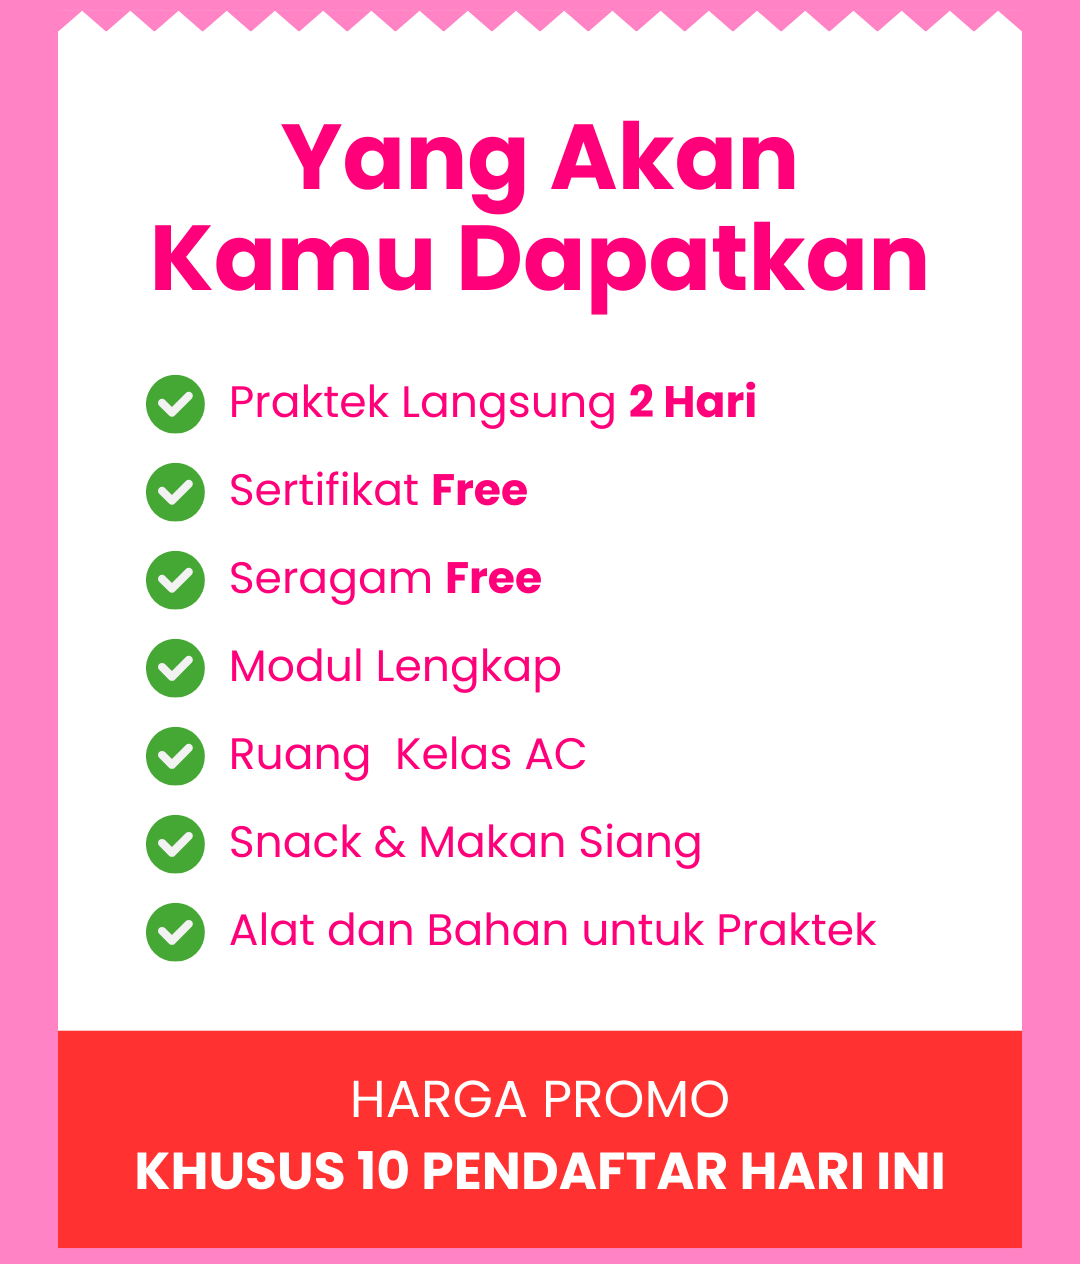 Yang Akan
Kamu Dapatkan
Praktek Langsung 2 Hari
Sertifikat Free
Seragam Free
Modul Lengkap
Ruang  Kelas AC
Snack & Makan Siang
Alat dan Bahan untuk Praktek
HARGA PROMO
KHUSUS 10 PENDAFTAR HARI INI